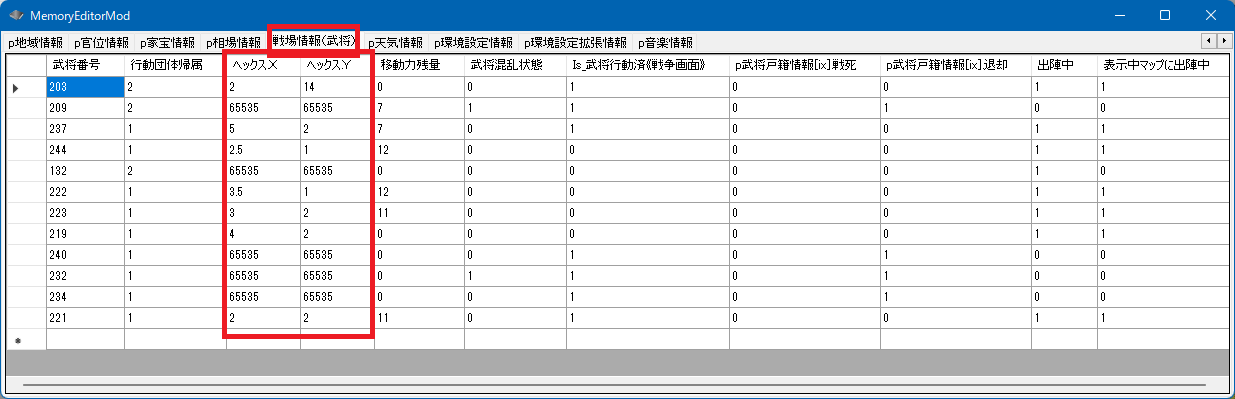 MemoryEditorMod
p地域情報 p官位情報 p家宝情報 p相場情報 戦場情報(武将) p天気情報 p環境設定情報 p環境設定拡張情報 p音楽情報
武将番号 行動団体帰属 ヘックスX ヘックスY 移動力残量 武将混乱状態 Is_武将行動済《戦争画面》 p武将戸籍情報[ix]戦死 p武将戸籍情報[ix]退却 出陣中 表示中マップに出陣中
203 2 2 14 0 0 1 0 0 1 1
209 2 65535 65535 7 1 1 0 1 0 0
237 1 5 2 7 0 1 0 0 1 1
244 1 2.5 1 12 0 0 0 0 1 1
132 2 65535 65535 0 0 0 0 0 1 0
222 1 3.5 1 12 0 0 0 0 1 1
223 1 3 2 11 0 0 0 0 1 1
219 1 4 2 0 0 0 0 0 1 1
240 1 65535 65535 0 0 1 0 1 0 0
232 1 65535 65535 0 1 1 0 1 0 0
234 1 65535 65535 0 0 1 0 1 0 0
221 1 2 2 11 0 1 0 0 1 1